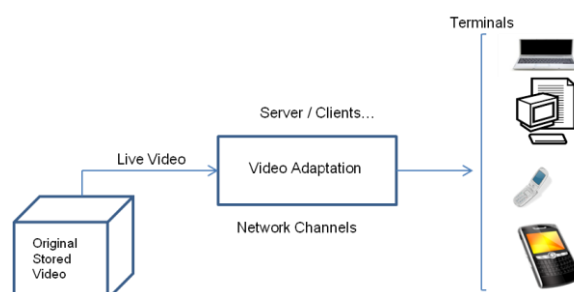 Terminals
Server / Clients...
Live Video
Video Adaptation
Network Channels
Original
Stored
Video